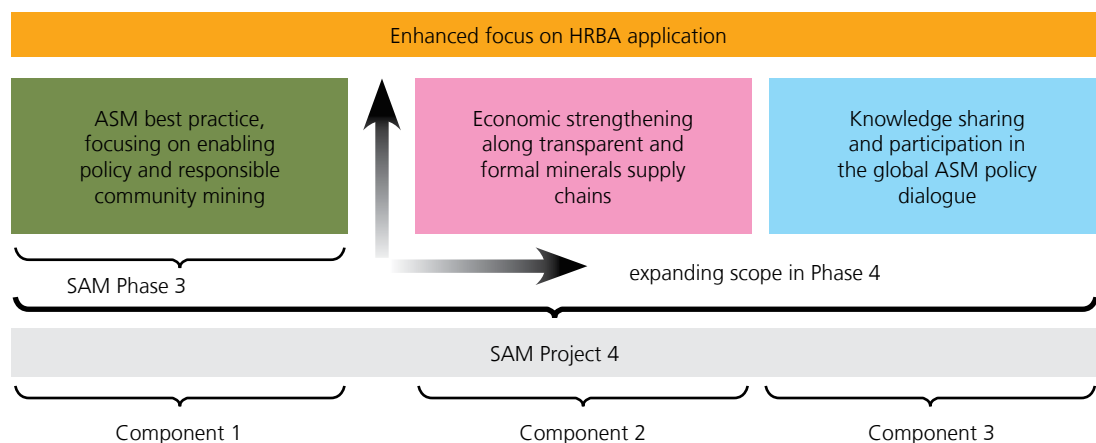 Enhanced focus on HRBA application
ASM best practice,
focusing on enabling
policy and responsible
community mining
Economic strengthening
along transparent and
formal minerals supply
chains
Knowledge sharing
and participation in
the global ASM policy
dialogue
SAM Phase 3
expanding scope in Phase 4
SAM Project 4
Component 1
Component 2
Component 3